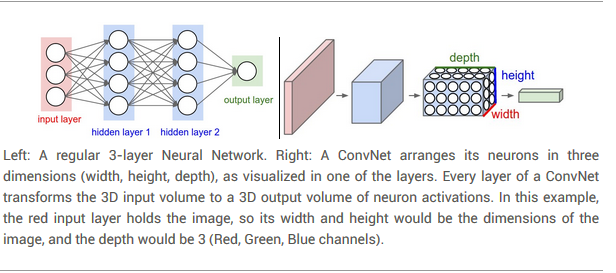 depth
height
width
input layer
hidden layer 1 hidden layer 2
output layer
Left: A regular 3-layer Neural Network. Right: A ConvNet arranges its neurons in three
dimensions (width, height, depth), as visualized in one of the layers. Every layer of a ConvNet
transforms the 3D input volume to a 3D output volume of neuron activations. In this example,
the red input layer holds the image, so its width and height would be the dimensions of the
image, and the depth would be 3 (Red, Green, Blue channels).